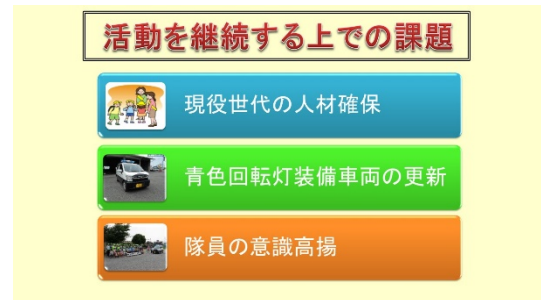 活動を継続する上での課題
現役世代の人材確保
青色回転灯装備車両の更新
隊員の意識高揚